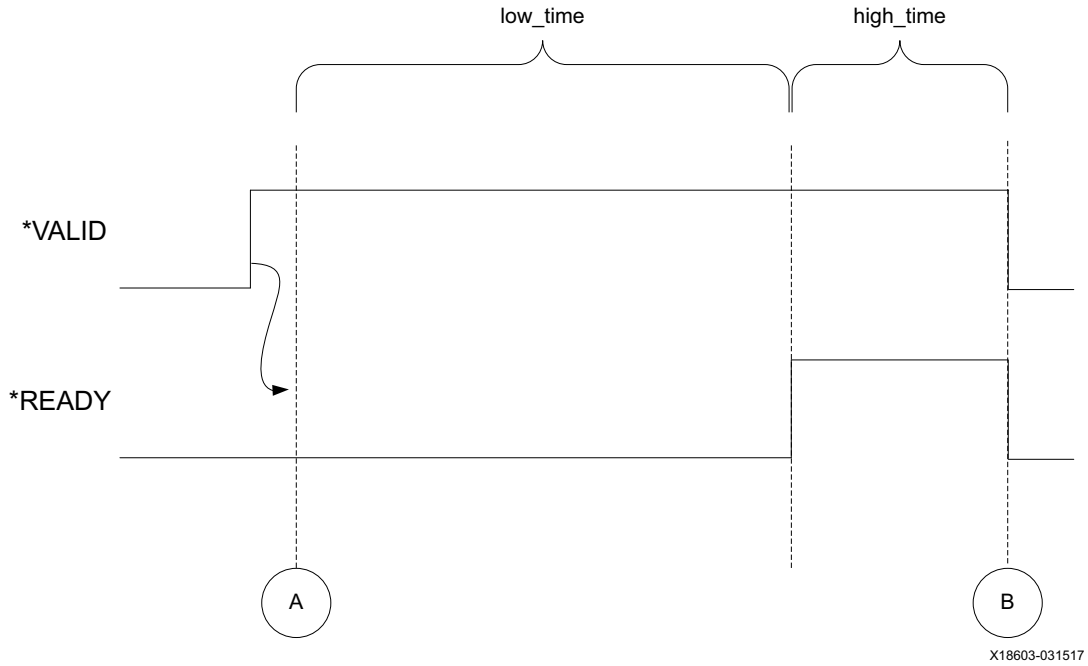 low_time
high_time
*VALID
*READY
A
B
X18603-031517